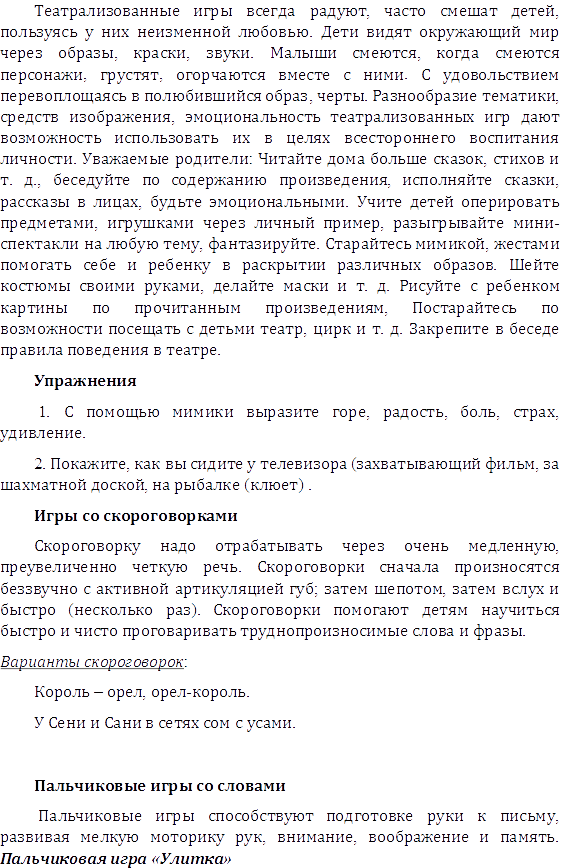 Театрализованные игры всегда радуют, часто смешат детей,
пользуясь у них неизменной любовью. Дети видят окружающий мир
через образы, краски, звуки. Малыши смеются, когда смеются
персонажи, грустят, огорчаются вместе с ними. С удовольствием
перевоплощаясь в полюбившийся образ, черты. Разнообразие тематики,
средств изображения, эмоциональность театрализованных игр дают
возможность использовать их в целях всестороннего воспитания
личности. Уважаемые родители: Читайте дома больше сказок, стихов и
т. д., беседуйте по содержанию произведения, исполняйте сказки,
рассказы в лицах, будьте эмоциональными. Учите детей оперировать
предметами, игрушками через личный пример, разыгрывайте мини-
спектакли на любую тему, фантазируйте. Старайтесь мимикой, жестами
помогать себе и ребенку в раскрытии различных образов. Шейте
костюмы своими руками, делайте маски и т. д. Рисуйте с ребенком
картины по прочитанным произведениям, Постарайтесь по
возможности посещать с детьми театр, цирк и т. д. Закрепите в беседе
правила поведения в театре.
Упражнения
1. С помощью мимики выразите горе, радость, боль, страх,
удивление.
2. Покажите, как вы сидите у телевизора (захватывающий фильм, за
шахматной доской, на рыбалке (клюет) .
Игры со скороговорками
Скороговорку надо отрабатывать через очень медленную,
преувеличенно четкую речь. Скороговорки сначала произносятся
беззвучно с активной артикуляцией губ; затем шепотом, затем вслух и
быстро (несколько раз). Скороговорки помогают детям научиться
быстро и чисто проговаривать труднопроизносимые слова и фразы.
Варианты скороговорок:
Король – орел, орел-король.
У Сени и Сани в сетях сом с усами.
Пальчиковые игры со словами
Пальчиковые игры способствуют подготовке руки к письму,
развивая мелкую моторику рук, внимание, воображение и память.
Пальчиковая игра «Улитка»